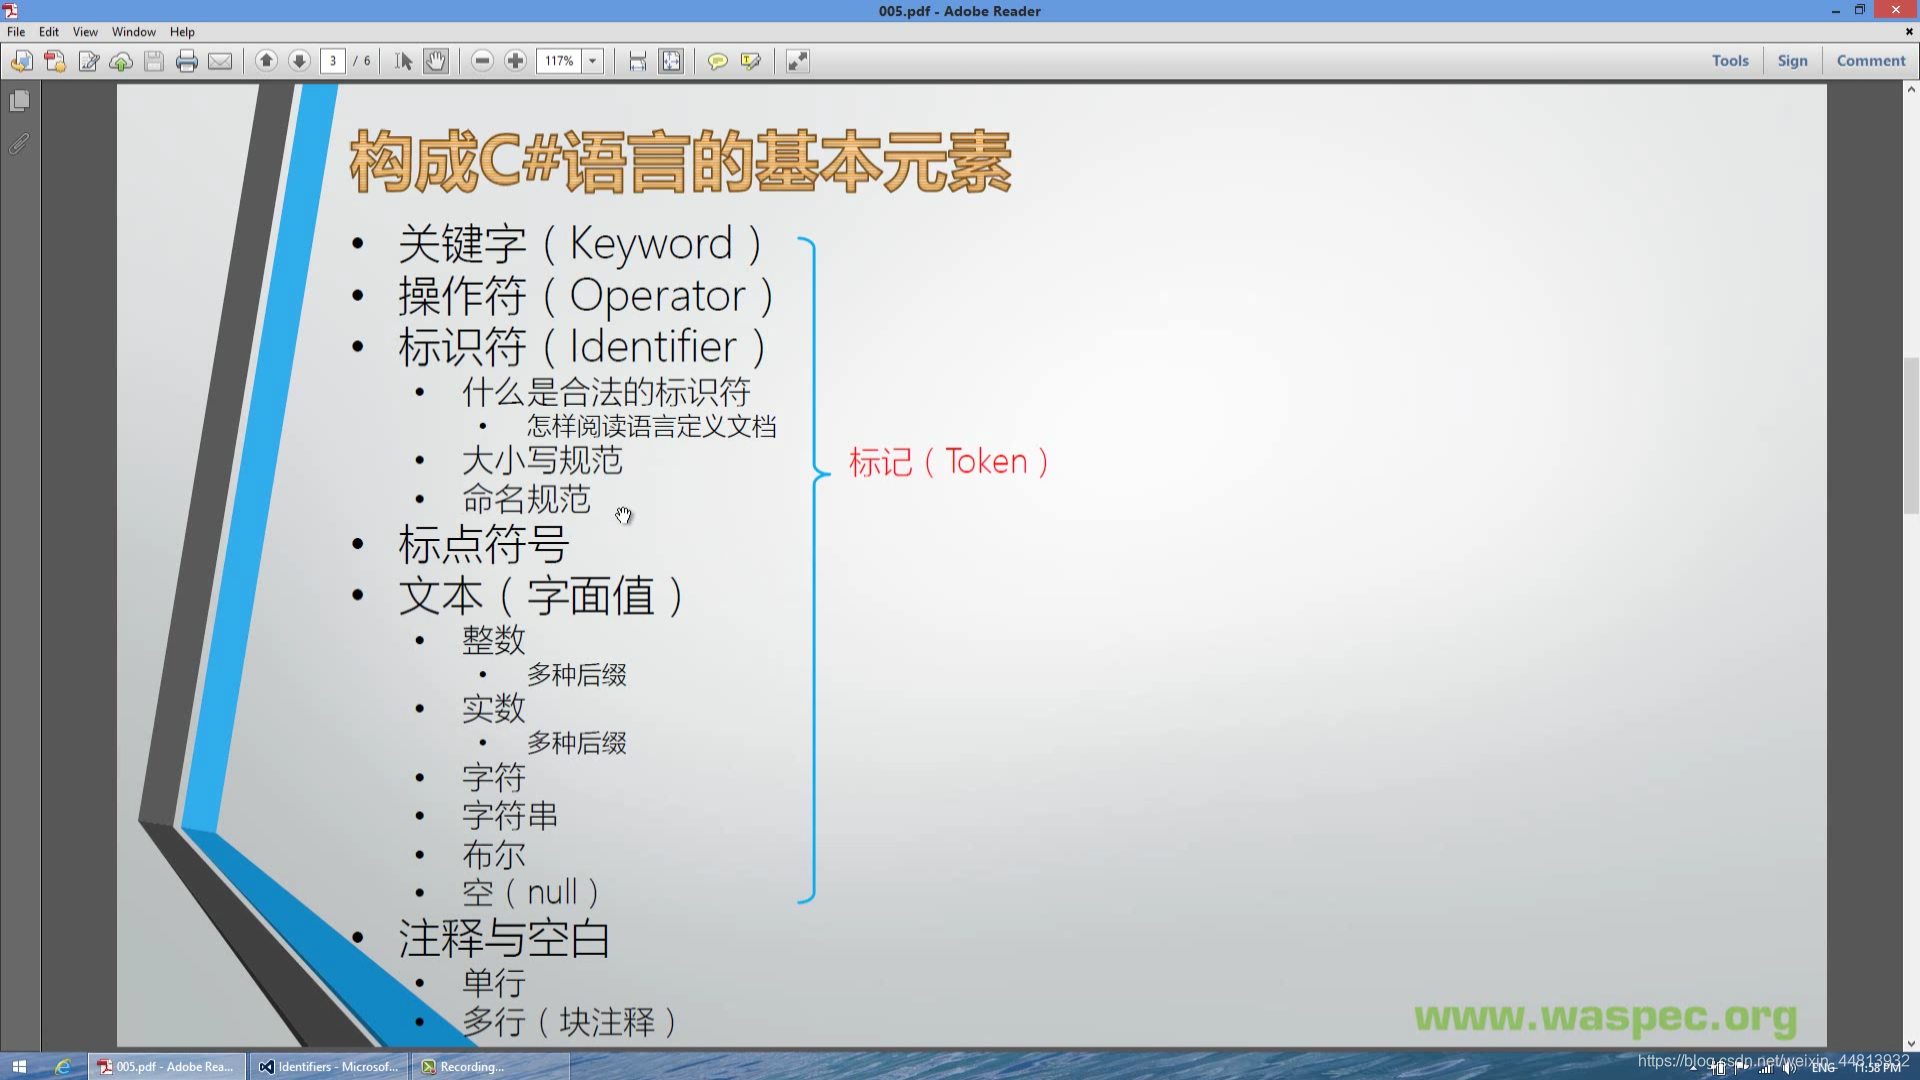 005.pdf - Adobe Reader
File Edit View Window Help
3 / 6 117% Tools Sign Comment
构成C#语言的基本元素
• 关键字（Keyword）
• 操作符（Operator）
• 标识符（Identifier）
• 什么是合法的标识符
• 怎样阅读语言定义文档
• 大小写规范
标记（Token）
• 命名规范
• 标点符号
• 文本（字面值）
• 整数
• 多种后缀
• 实数
• 多种后缀
• 字符
• 字符串
• 布尔
• 空（null）
• 注释与空白
• 单行
• 多行（块注释）
www.waspec.org
https://blog.csdn.net/weixin_44813932
005.pdf - Adobe Rea... Identifiers - Microsof... Recording... ENG 11:58 PM